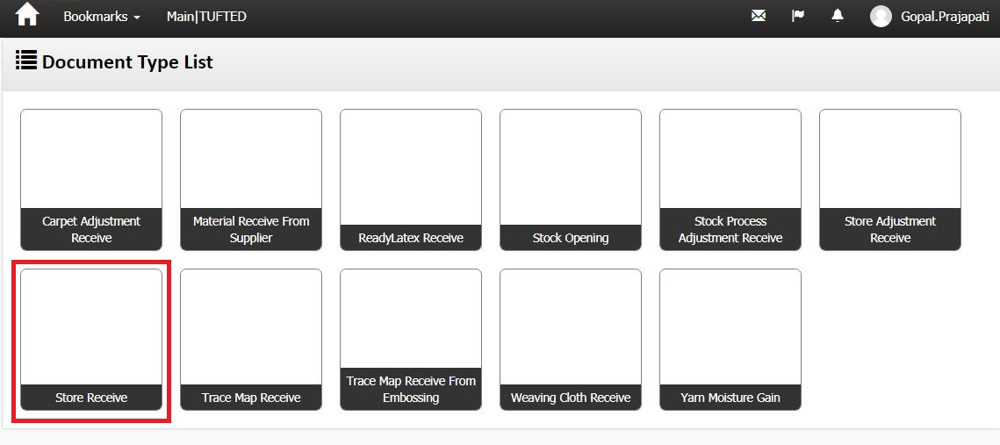 Bookmarks
Main|TUFTED
Gopal.Prajapati
Document Type List
Carpet Adjustment
Receive
Material Receive From
Supplier
ReadyLatex Receive
Stock Opening
Stock Process
Adjustment Receive
Store Adjustment
Receive
Store Receive
Trace Map Receive
Trace Map Receive From
Embossing
Weaving Cloth Receive
Yarn Moisture Gain